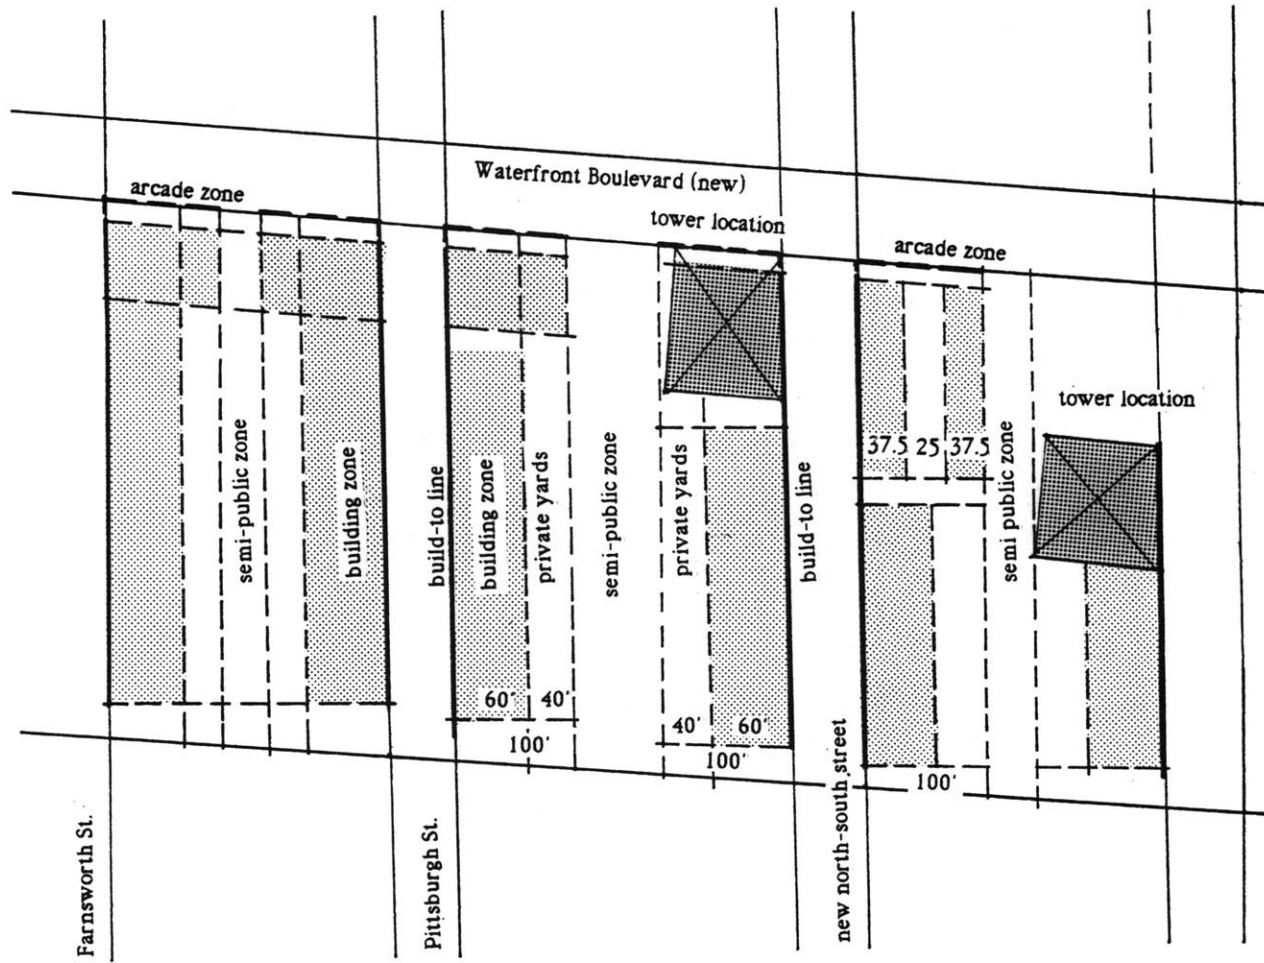 Waterfront Boulevard (new)
arcade zone
tower location
arcade zone
tower location
37.5 25 37.5
semi-public zone
building zone
build-to line
building zone
private yards
semi-public zone
private yards
build-to line
semi public zone
60' 40'
100'
40' 60'
100'
100'
Farnsworth St.
Pittsburgh St.
new north-south street